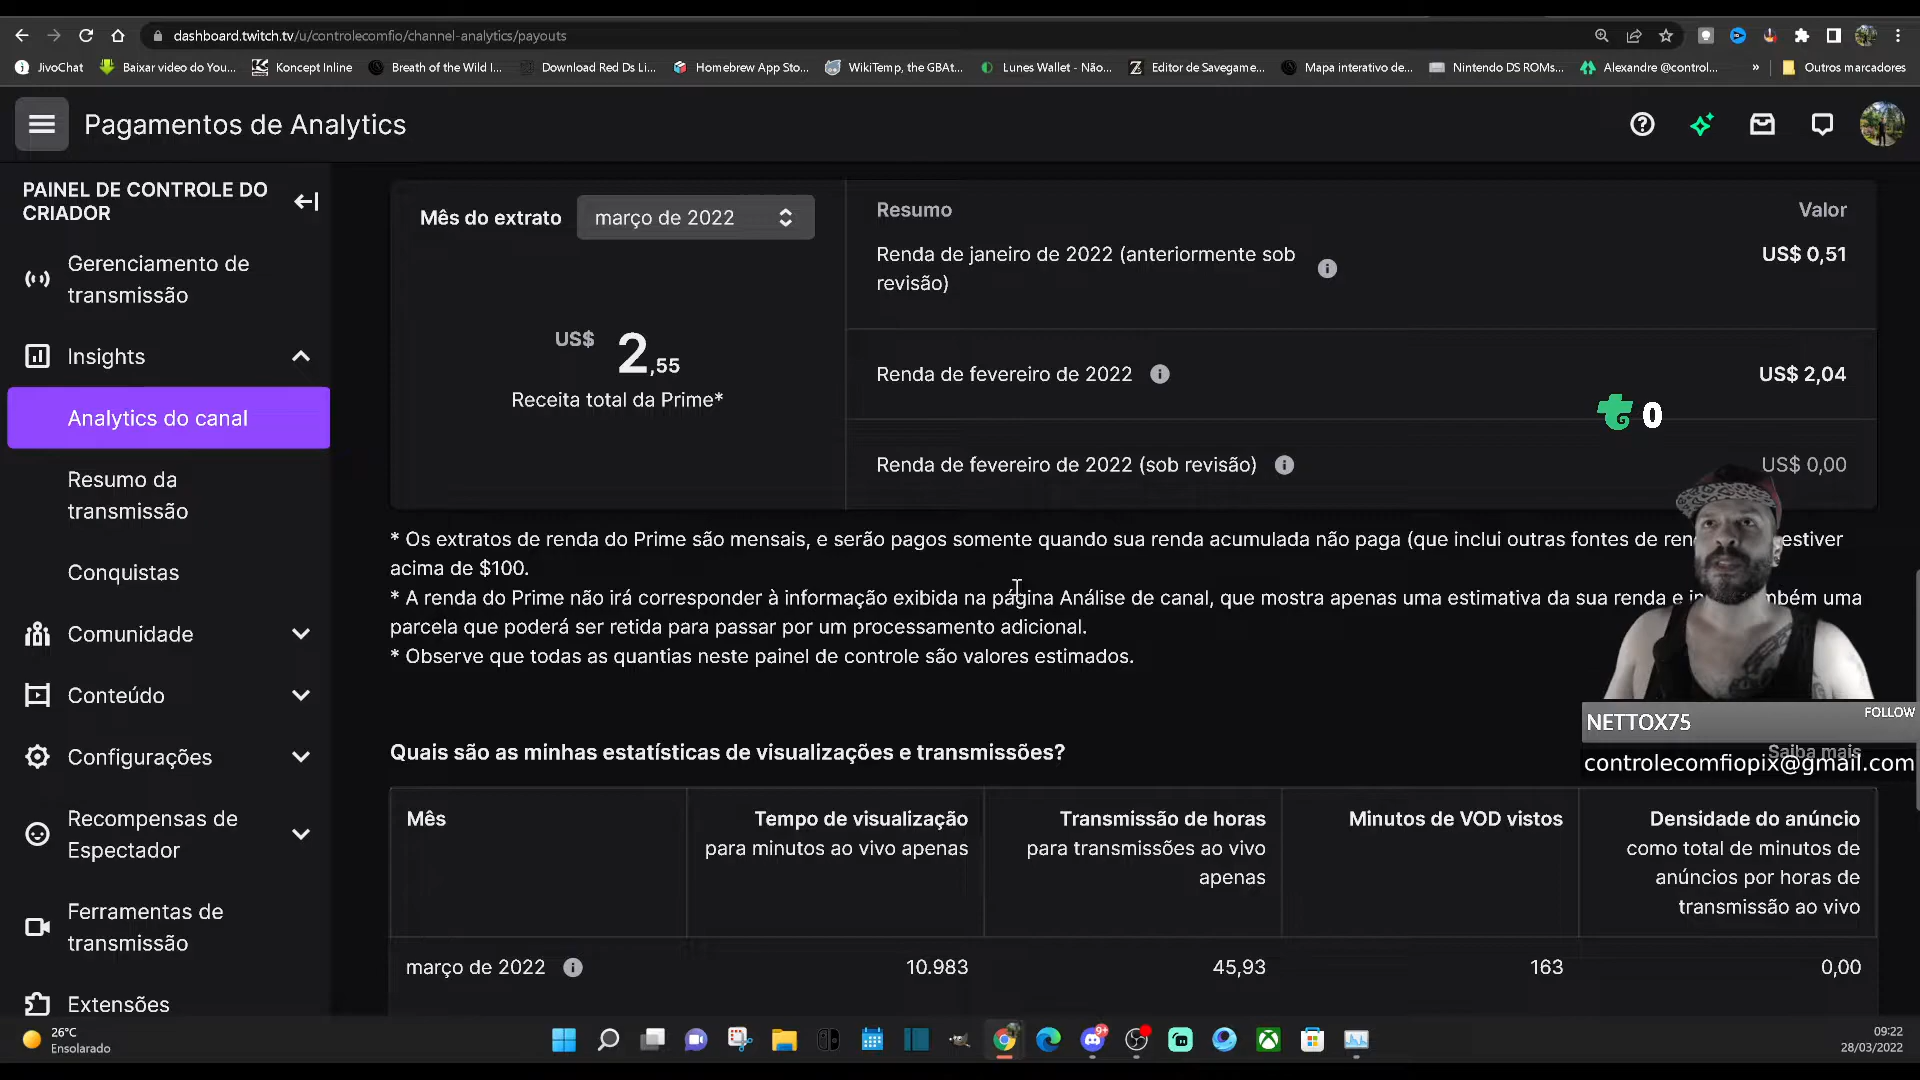 dashboard.twitch.tv/u/controlecomfio/channel-analytics/payouts
JivoChat
Baixar video do You...
Koncept Inline
Breath of the Wild I...
Download Red Ds Li...
Homebrew App Sto...
WikiTemp, the GBAt...
Lunes Wallet - Não...
Editor de Savegame...
Mapa interativo de...
Nintendo DS ROMs...
Alexandre @control...
»
Outros marcadores
Pagamentos de Analytics
PAINEL DE CONTROLE DO
CRIADOR
Gerenciamento de
transmissão
Insights
Analytics do canal
Resumo da
transmissão
Conquistas
Comunidade
Conteúdo
Configurações
Recompensas de
Espectador
Ferramentas de
transmissão
Extensões
Mês do extrato
março de 2022
US$ 2,55
Receita total da Prime*
Resumo
Valor
Renda de janeiro de 2022 (anteriormente sob
revisão)
US$ 0,51
Renda de fevereiro de 2022
US$ 2,04
0
Renda de fevereiro de 2022 (sob revisão)
US$ 0,00
* Os extratos de renda do Prime são mensais, e serão pagos somente quando sua renda acumulada não paga (que inclui outras fontes de estiver
acima de $100.
* A renda do Prime não irá corresponder à informação exibida na página Análise de canal, que mostra apenas uma estimativa da sua renda e uma
parcela que poderá ser retida para passar por um processamento adicional.
* Observe que todas as quantias neste painel de controle são valores estimados.
NETTOX75
FOLLOW
Saiba mais
controlecomfiopix@gmail.com
Quais são as minhas estatísticas de visualizações e transmissões?
Mês
Tempo de visualização
para minutos ao vivo apenas
Transmissão de horas
para transmissões ao vivo
apenas
Minutos de VOD vistos
Densidade do anúncio
como total de minutos de
anúncios por horas de
transmissão ao vivo
março de 2022
10.983
45,93
163
0,00
26°C
Ensolarado
9+
09:22
28/03/2022